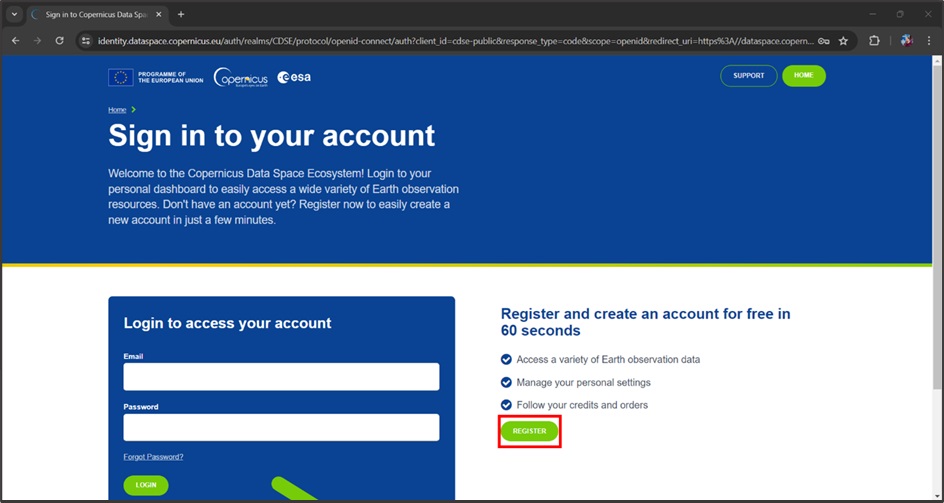 Sign in to Copernicus Data Spa
identity.dataspace.copernicus.eu/auth/realms/CDSE/protocol/openid-connect/auth?client_id=cdse-public&response_type=code&scope=openid&redirect_uri=https%3A//dataspace.copern...
PROGRAMME OF
THE EUROPEAN UNION
Copernicus
esa
SUPPORT
HOME
Home
Sign in to your account
Welcome to the Copernicus Data Space Ecosystem! Login to your
personal dashboard to easily access a wide variety of Earth observation
resources. Don't have an account yet? Register now to easily create a
new account in just a few minutes.
Login to access your account
Email
Password
Forgot Password?
LOGIN
Register and create an account for free in
60 seconds
Access a variety of Earth observation data
Manage your personal settings
Follow your credits and orders
REGISTER